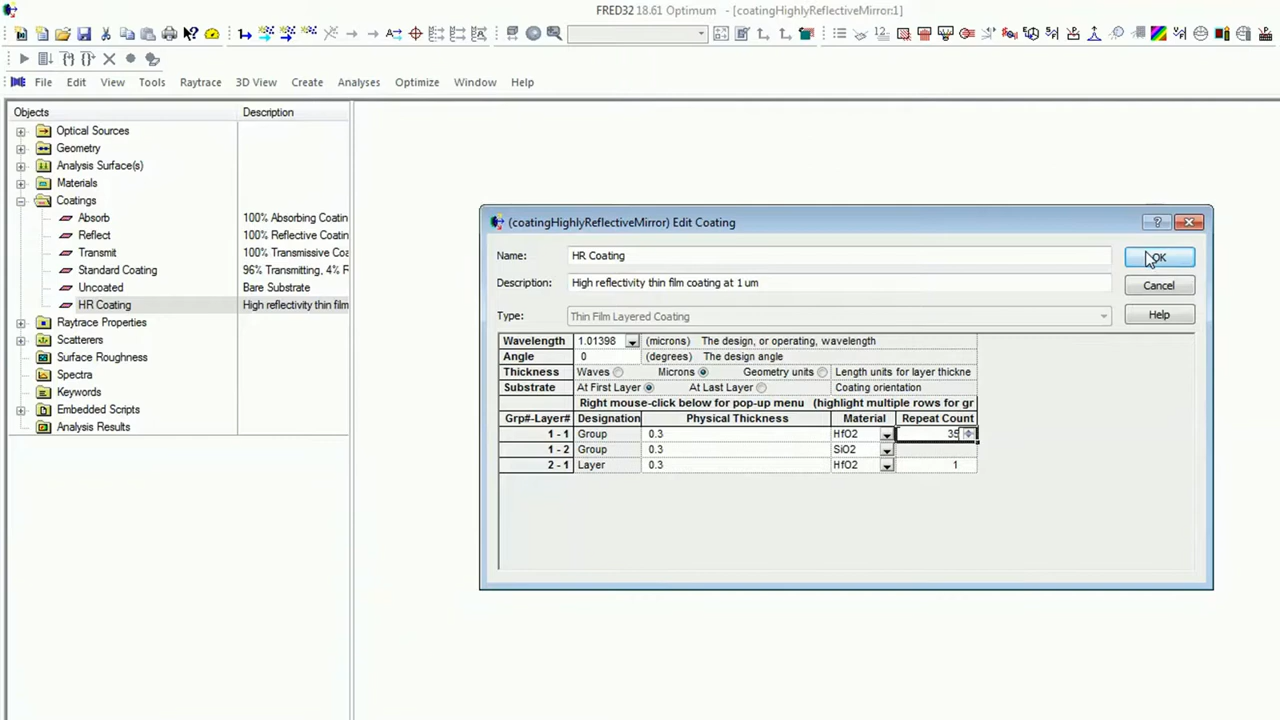 FRED32 18.61 Optimum - [coatingHighlyReflectiveMirror:1]
File Edit View Tools Raytrace 3D View Create Analyses Optimize Window Help
Objects Description
Optical Sources
Geometry
Analysis Surface(s)
Materials
Coatings
Absorb 100% Absorbing Coatin
Reflect 100% Reflective Coatin
Transmit 100% Transmissive Coa
Standard Coating 96% Transmitting, 4% R
Uncoated Bare Substrate
HR Coating High reflectivity thin film
Raytrace Properties
Scatterers
Surface Roughness
Spectra
Keywords
Embedded Scripts
Analysis Results
(coatingHighlyReflectiveMirror) Edit Coating
Name: HR Coating OK
Description: High reflectivity thin film coating at 1 um Cancel
Type: Thin Film Layered Coating Help
Wavelength 1.01398 (microns) The design, or operating, wavelength
Angle 0 (degrees) The design angle
Thickness Waves Microns Geometry units Length units for layer thickne
Substrate At First Layer At Last Layer Coating orientation
Right mouse-click below for pop-up menu (highlight multiple rows for gr
Grp#-Layer# Designation Physical Thickness Material Repeat Count
1 - 1 Group 0.3 HfO2 35
1 - 2 Group 0.3 SiO2
2 - 1 Layer 0.3 HfO2 1